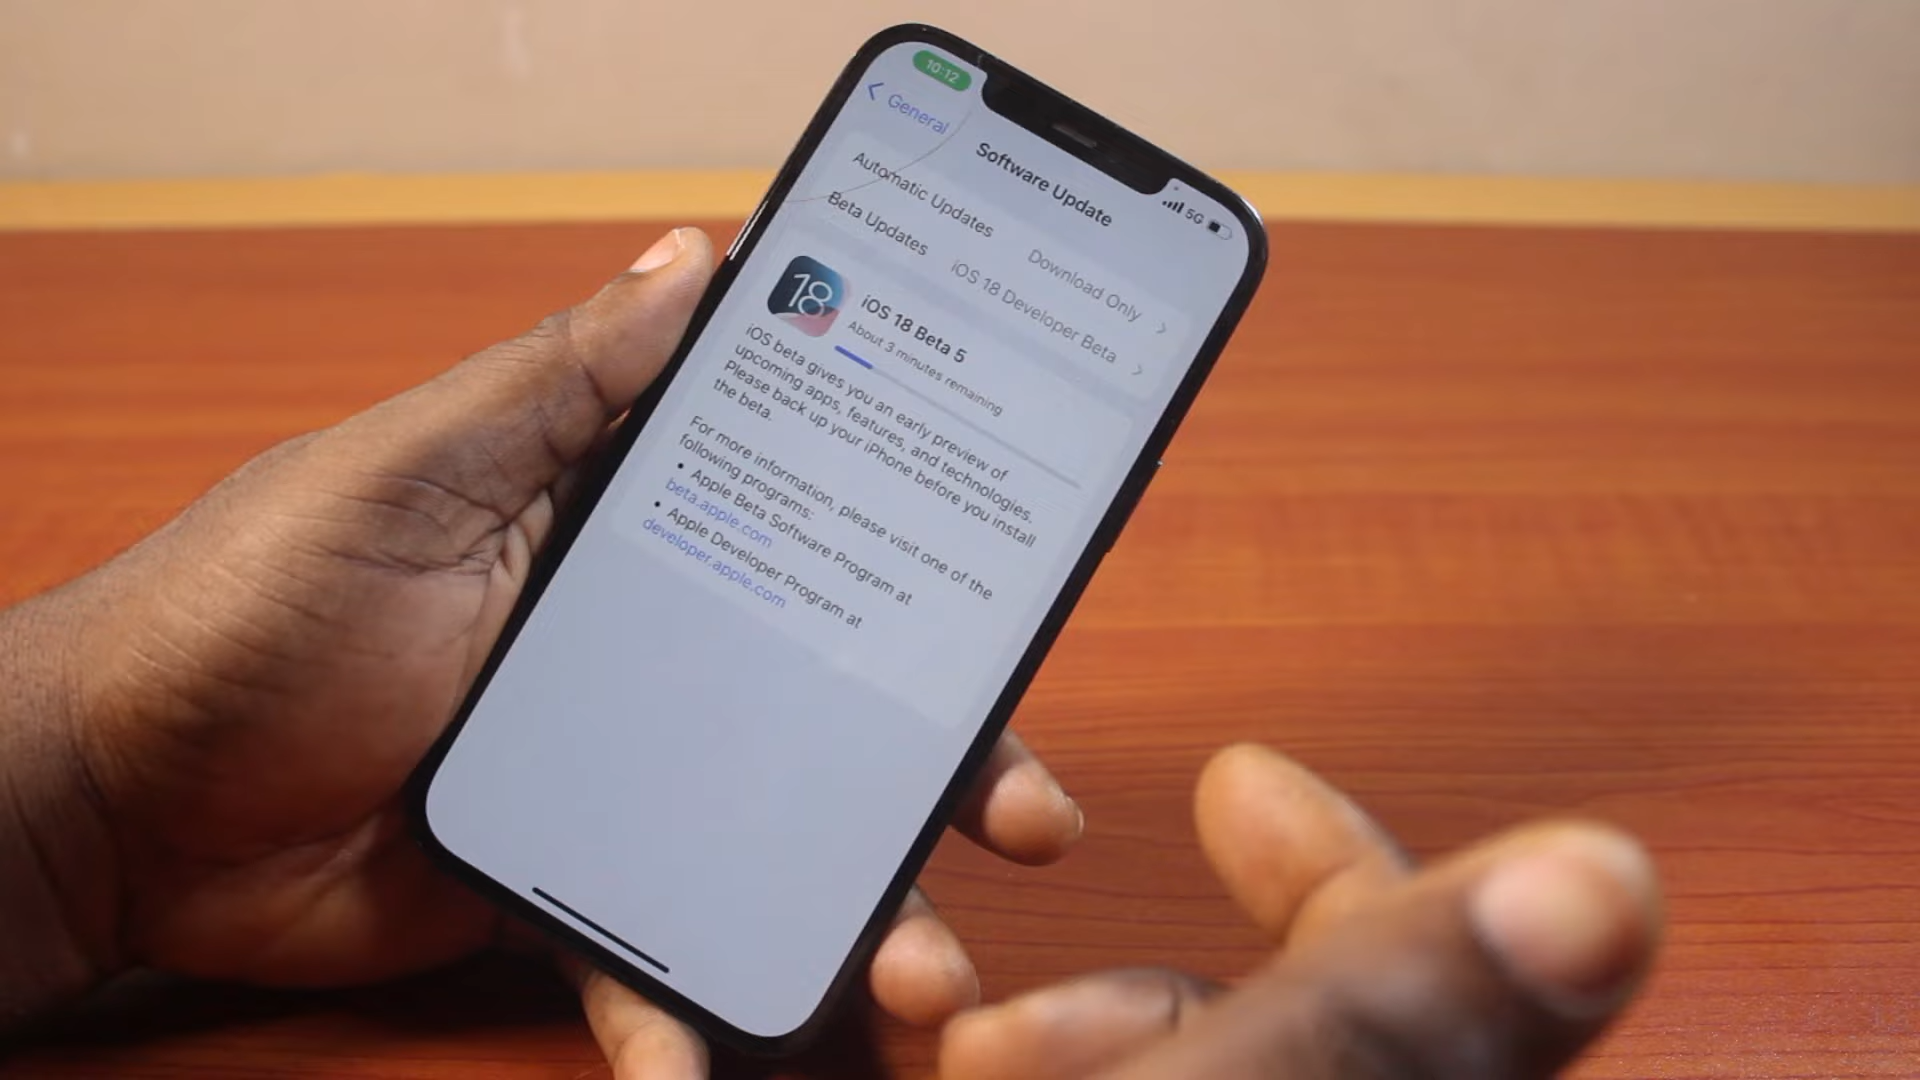 10:12
5G
General
Software Update
Automatic Updates Download Only
Beta Updates iOS 18 Developer Beta
18
iOS 18 Beta 5
About 3 minutes remaining
iOS beta gives you an early preview of
upcoming apps, features, and technologies.
Please back up your iPhone before you install
the beta.
For more information, please visit one of the
following programs:
• Apple Beta Software Program at
beta.apple.com
• Apple Developer Program at
developer.apple.com